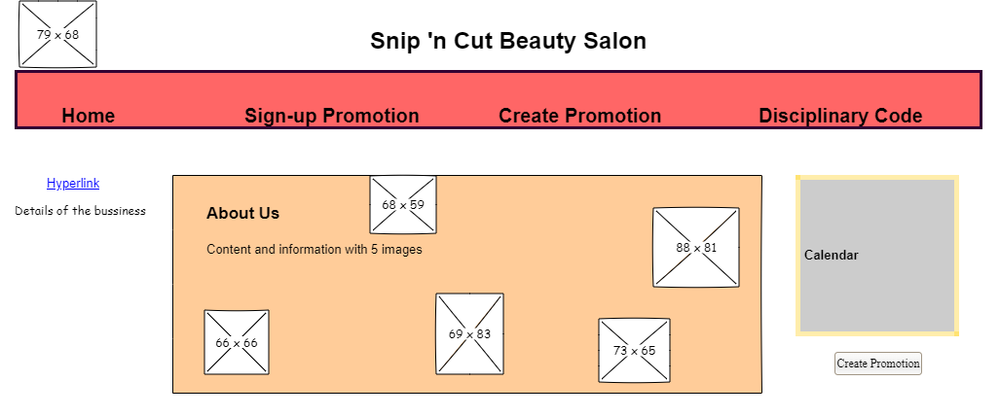 79 x 68
Snip 'n Cut Beauty Salon
Home Sign-up Promotion Create Promotion Disciplinary Code
Hyperlink
Details of the bussiness
About Us
Content and information with 5 images
68 x 59
88 x 81
66 x 66
69 x 83
73 x 65
Calendar
Create Promotion